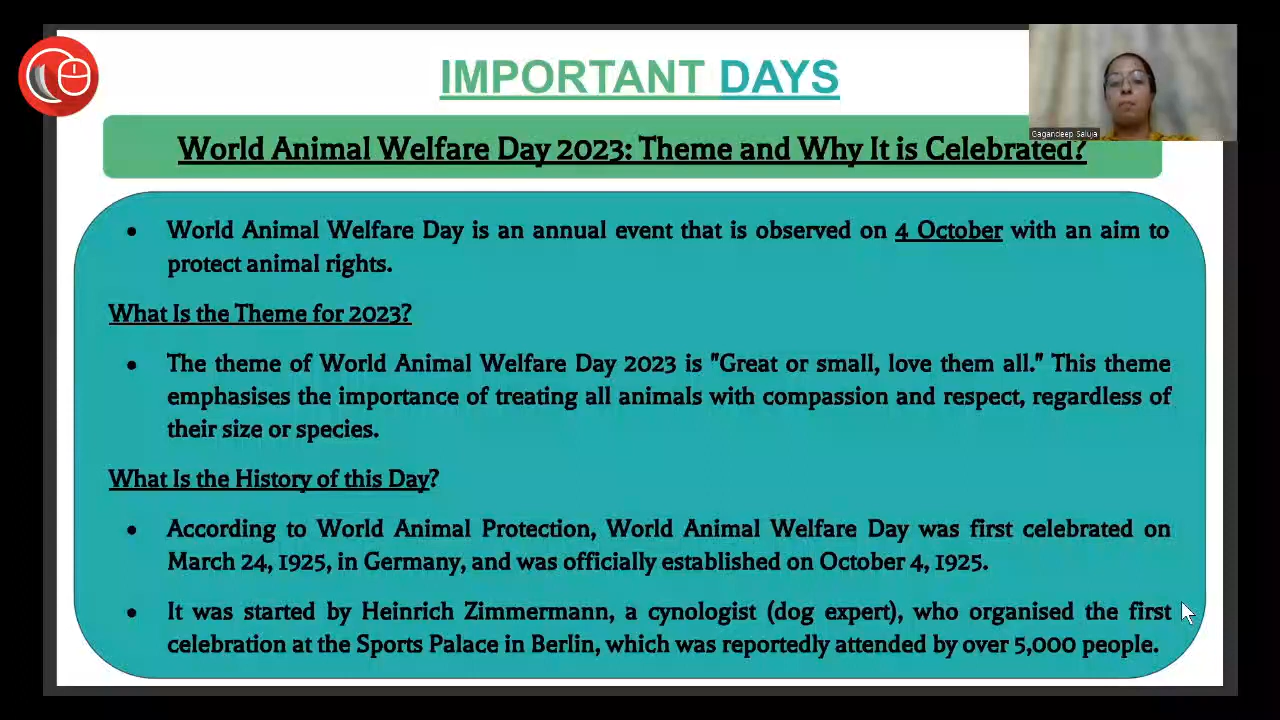 IMPORTANT DAYS
Gagandeep Saluja
World Animal Welfare Day 2023: Theme and Why It is Celebrated?
• World Animal Welfare Day is an annual event that is observed on 4 October with an aim to
protect animal rights.
What Is the Theme for 2023?
• The theme of World Animal Welfare Day 2023 is "Great or small, love them all." This theme
emphasises the importance of treating all animals with compassion and respect, regardless of
their size or species.
What Is the History of this Day?
• According to World Animal Protection, World Animal Welfare Day was first celebrated on
March 24, 1925, in Germany, and was officially established on October 4, 1925.
• It was started by Heinrich Zimmermann, a cynologist (dog expert), who organised the first
celebration at the Sports Palace in Berlin, which was reportedly attended by over 5,000 people.